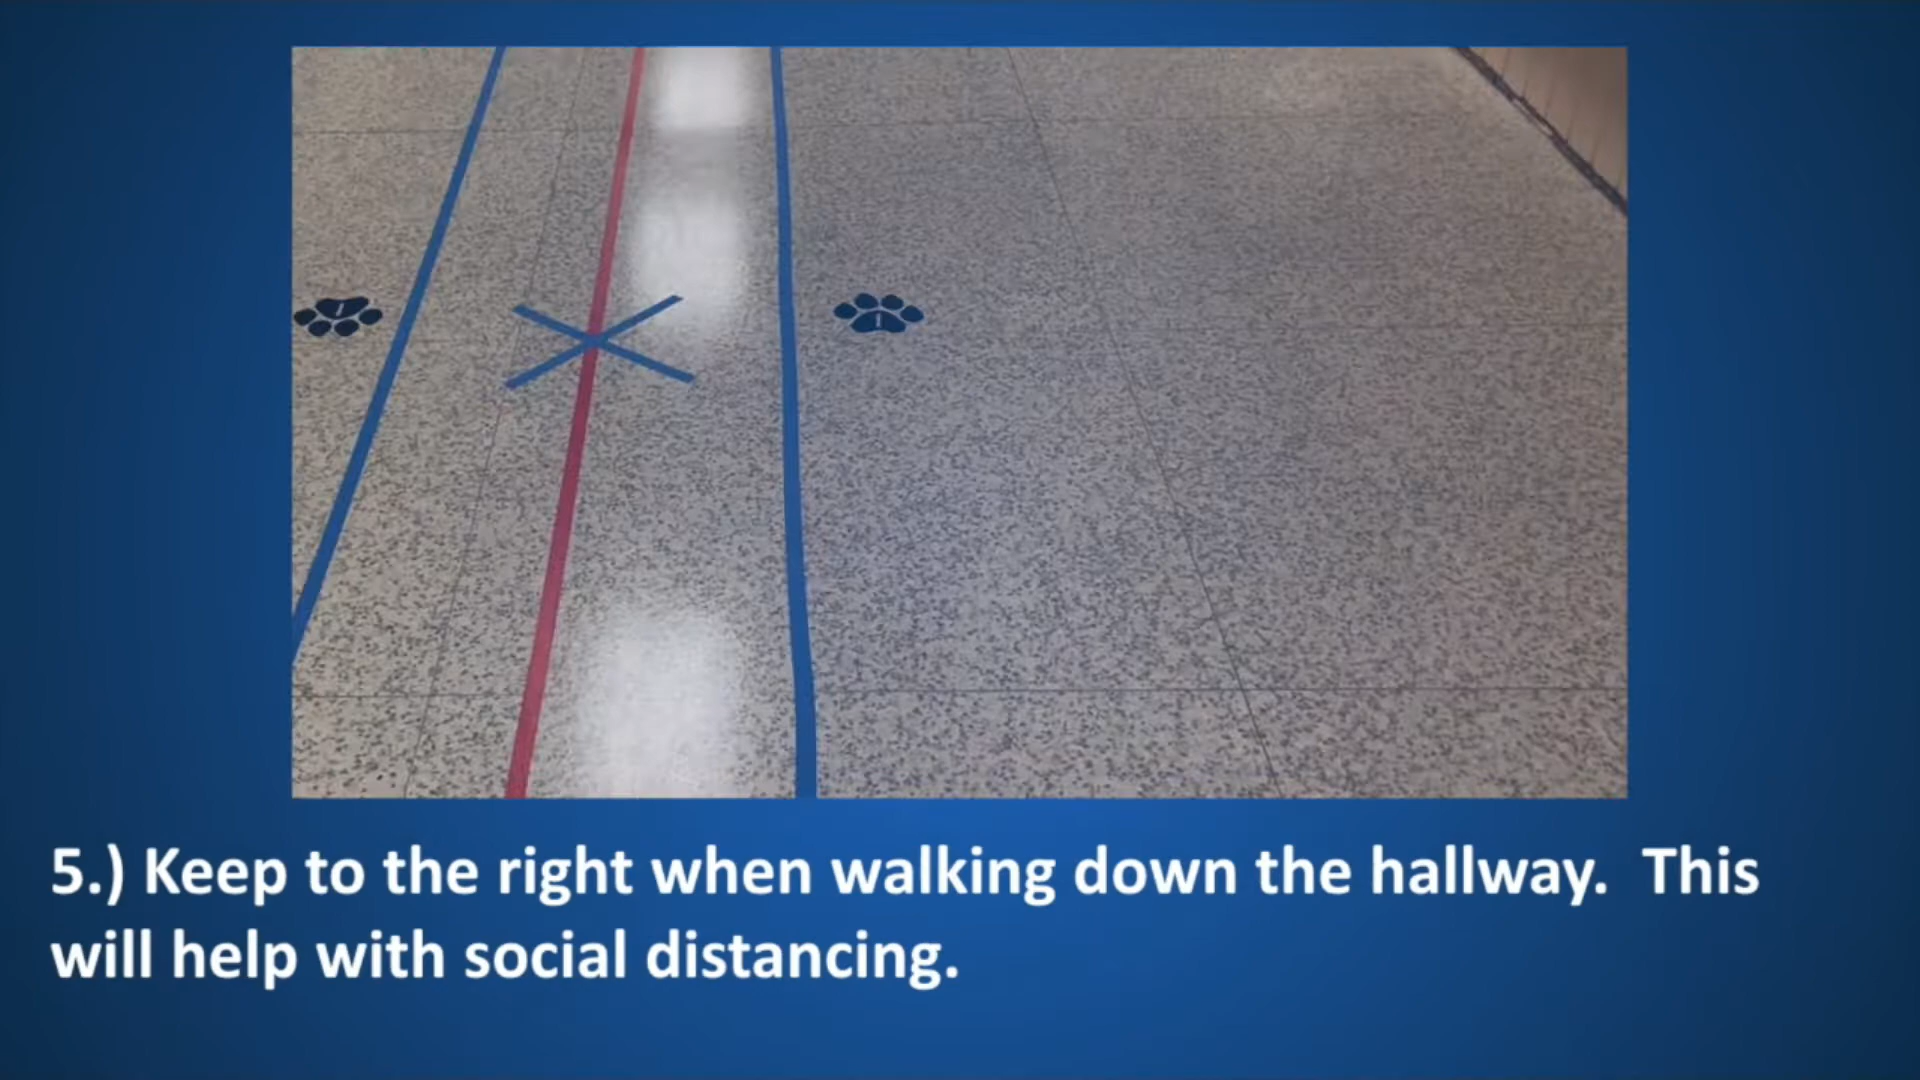 5.) Keep to the right when walking down the hallway. This
will help with social distancing.